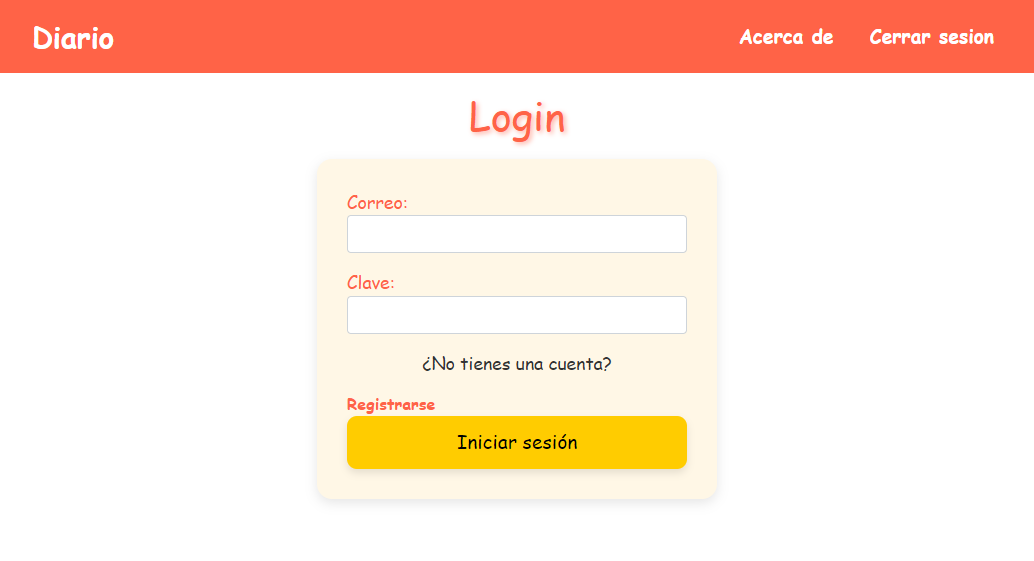 Diario
Acerca de
Cerrar sesion
Login
Correo:
Clave:
¿No tienes una cuenta?
Registrarse
Iniciar sesión